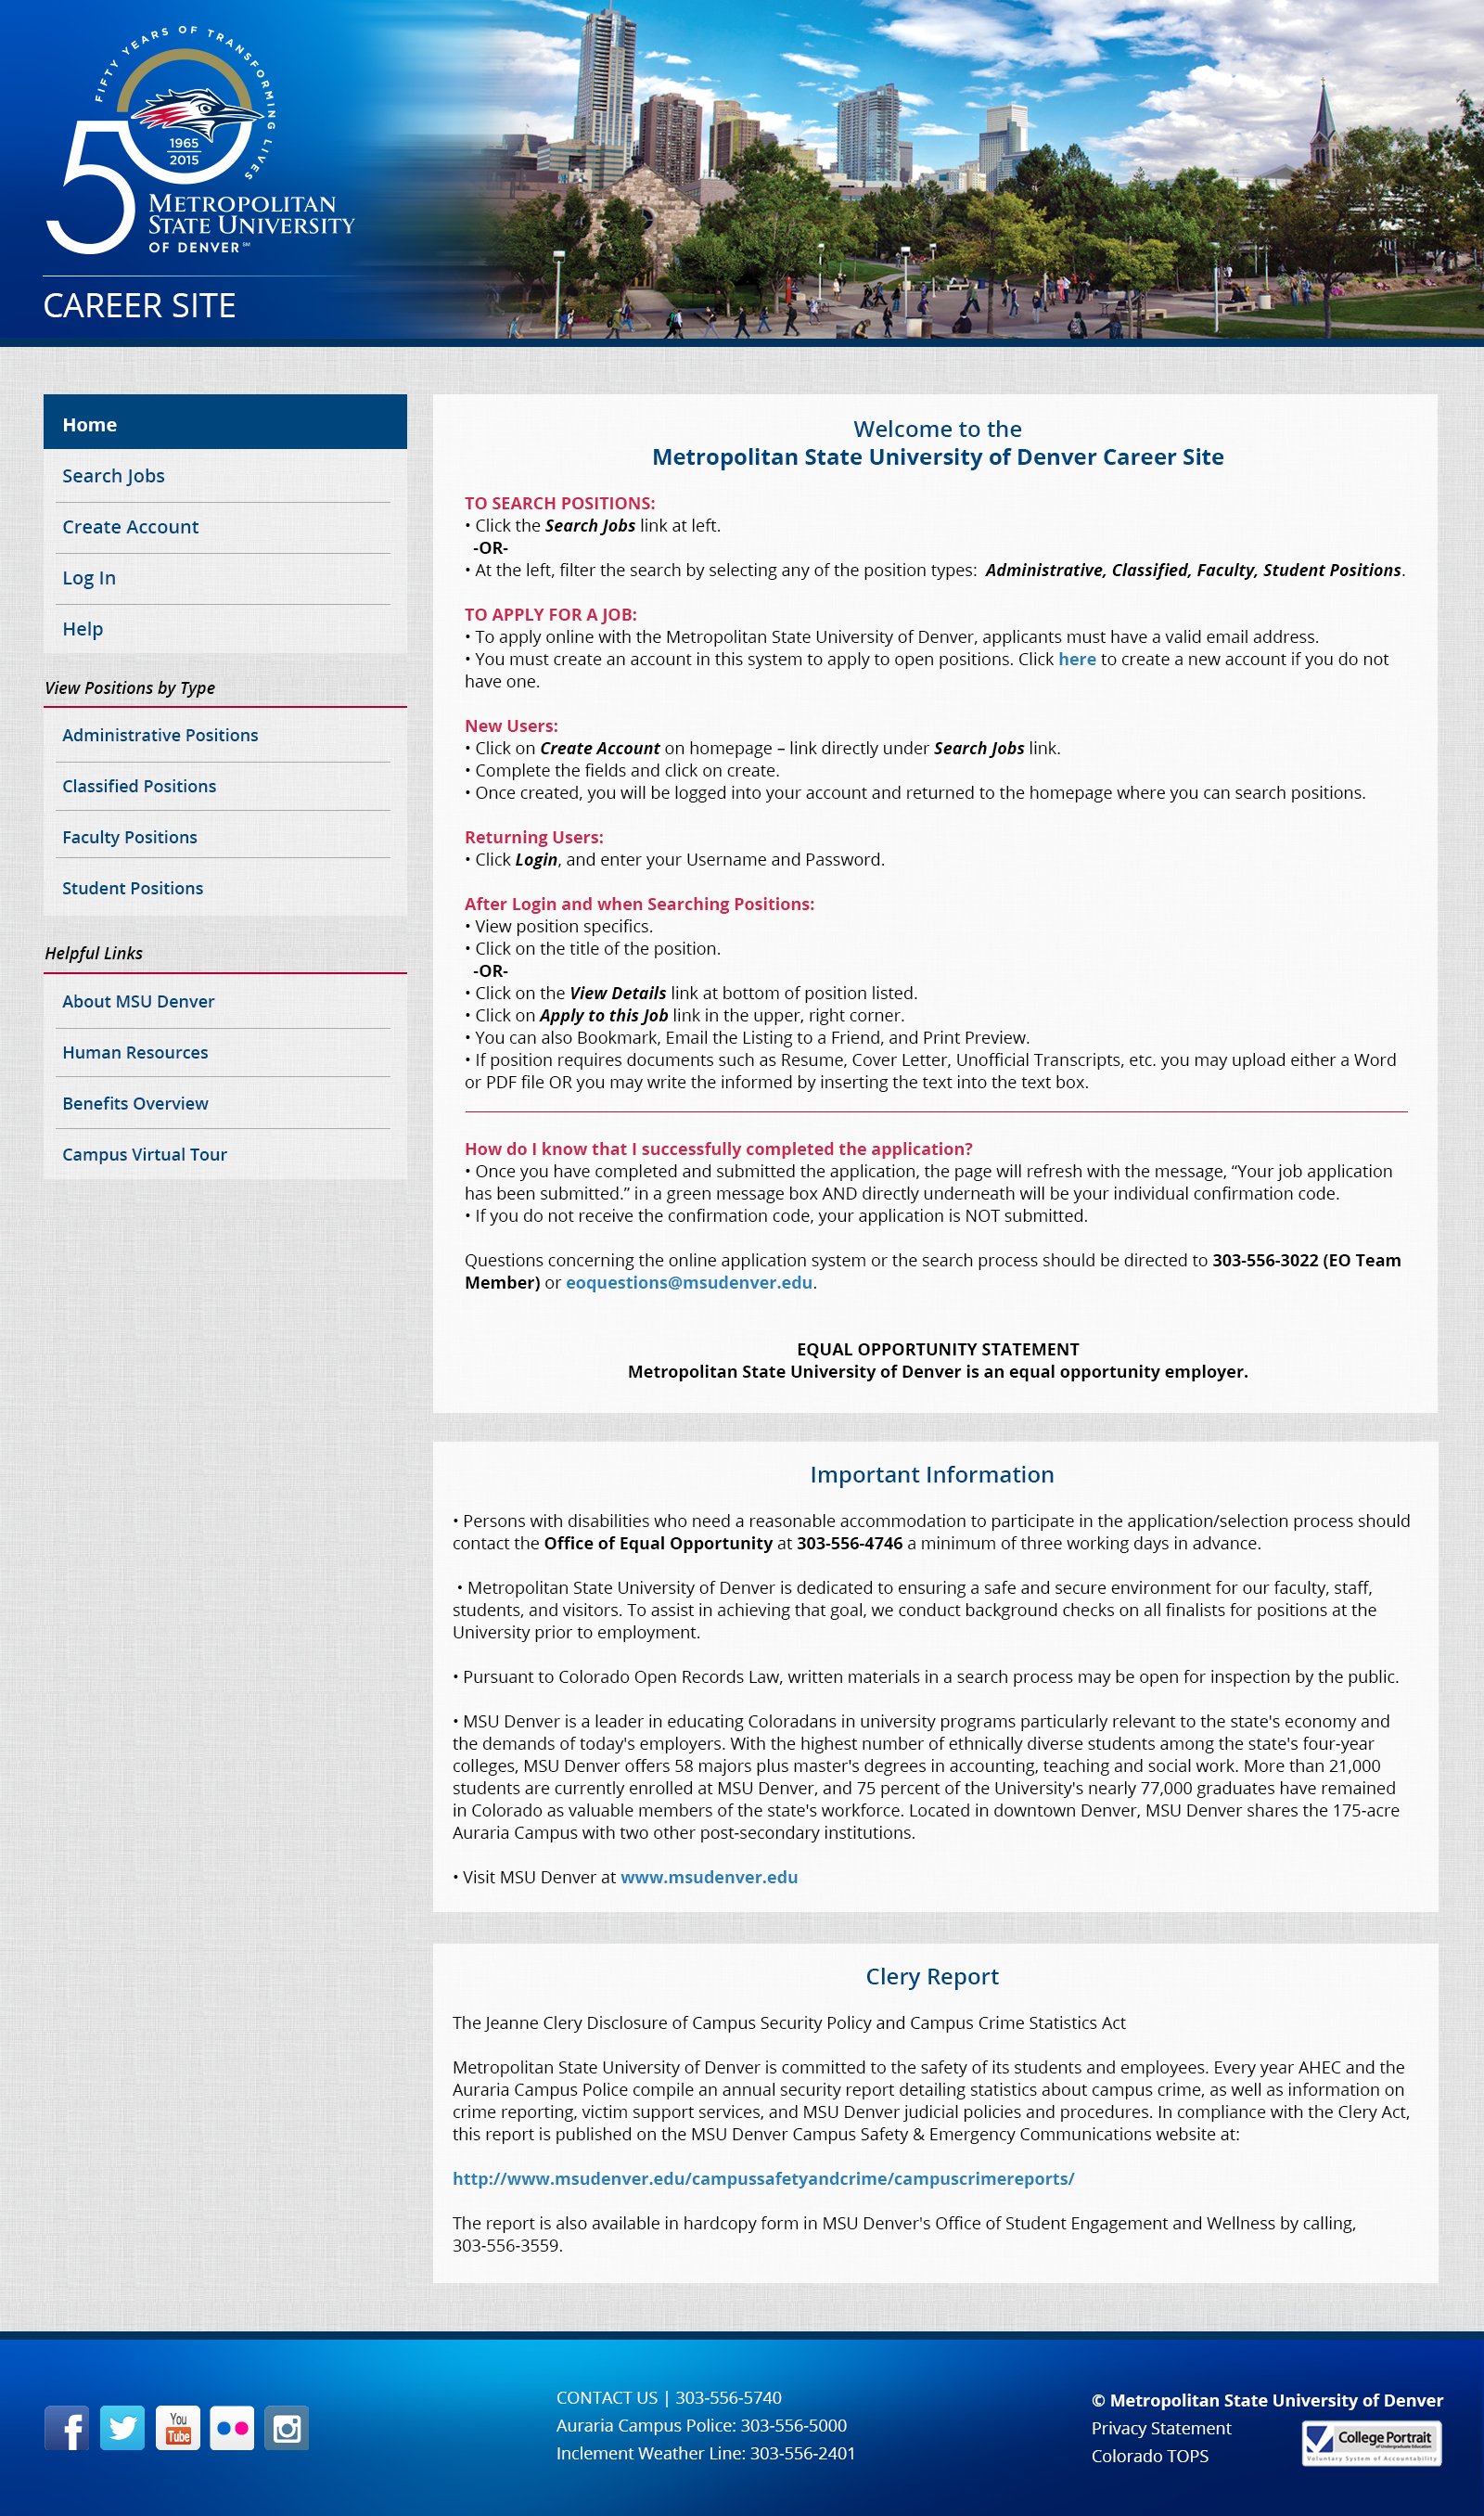 FIFTY YEARS OF TRANSFORMING LIVES
50
1965
2015
METROPOLITAN
STATE UNIVERSITY
OF DENVER℠
CAREER SITE
Home
Search Jobs
Create Account
Log In
Help
View Positions by Type
Administrative Positions
Classified Positions
Faculty Positions
Student Positions
Helpful Links
About MSU Denver
Human Resources
Benefits Overview
Campus Virtual Tour
Welcome to the
Metropolitan State University of Denver Career Site
TO SEARCH POSITIONS:
• Click the Search Jobs link at left.
-OR-
• At the left, filter the search by selecting any of the position types: Administrative, Classified, Faculty, Student Positions.
TO APPLY FOR A JOB:
• To apply online with the Metropolitan State University of Denver, applicants must have a valid email address.
• You must create an account in this system to apply to open positions. Click here to create a new account if you do not
have one.
New Users:
• Click on Create Account on homepage – link directly under Search Jobs link.
• Complete the fields and click on create.
• Once created, you will be logged into your account and returned to the homepage where you can search positions.
Returning Users:
• Click Login, and enter your Username and Password.
After Login and when Searching Positions:
• View position specifics.
• Click on the title of the position.
-OR-
• Click on the View Details link at bottom of position listed.
• Click on Apply to this Job link in the upper, right corner.
• You can also Bookmark, Email the Listing to a Friend, and Print Preview.
• If position requires documents such as Resume, Cover Letter, Unofficial Transcripts, etc. you may upload either a Word
or PDF file OR you may write the informed by inserting the text into the text box.
How do I know that I successfully completed the application?
• Once you have completed and submitted the application, the page will refresh with the message, “Your job application
has been submitted.” in a green message box AND directly underneath will be your individual confirmation code.
• If you do not receive the confirmation code, your application is NOT submitted.
Questions concerning the online application system or the search process should be directed to 303-556-3022 (EO Team
Member) or eoquestions@msudenver.edu.
EQUAL OPPORTUNITY STATEMENT
Metropolitan State University of Denver is an equal opportunity employer.
Important Information
• Persons with disabilities who need a reasonable accommodation to participate in the application/selection process should
contact the Office of Equal Opportunity at 303-556-4746 a minimum of three working days in advance.
• Metropolitan State University of Denver is dedicated to ensuring a safe and secure environment for our faculty, staff,
students, and visitors. To assist in achieving that goal, we conduct background checks on all finalists for positions at the
University prior to employment.
• Pursuant to Colorado Open Records Law, written materials in a search process may be open for inspection by the public.
• MSU Denver is a leader in educating Coloradans in university programs particularly relevant to the state's economy and
the demands of today's employers. With the highest number of ethnically diverse students among the state's four-year
colleges, MSU Denver offers 58 majors plus master's degrees in accounting, teaching and social work. More than 21,000
students are currently enrolled at MSU Denver, and 75 percent of the University's nearly 77,000 graduates have remained
in Colorado as valuable members of the state's workforce. Located in downtown Denver, MSU Denver shares the 175-acre
Auraria Campus with two other post-secondary institutions.
• Visit MSU Denver at www.msudenver.edu
Clery Report
The Jeanne Clery Disclosure of Campus Security Policy and Campus Crime Statistics Act
Metropolitan State University of Denver is committed to the safety of its students and employees. Every year AHEC and the
Auraria Campus Police compile an annual security report detailing statistics about campus crime, as well as information on
crime reporting, victim support services, and MSU Denver judicial policies and procedures. In compliance with the Clery Act,
this report is published on the MSU Denver Campus Safety & Emergency Communications website at:
http://www.msudenver.edu/campussafetyandcrime/campuscrimereports/
The report is also available in hardcopy form in MSU Denver's Office of Student Engagement and Wellness by calling,
303-556-3559.
f
You
Tube
CONTACT US | 303-556-5740
Auraria Campus Police: 303-556-5000
Inclement Weather Line: 303-556-2401
© Metropolitan State University of Denver
Privacy Statement
Colorado TOPS
College Portrait
of Undergraduate Education
Voluntary System of Accountability